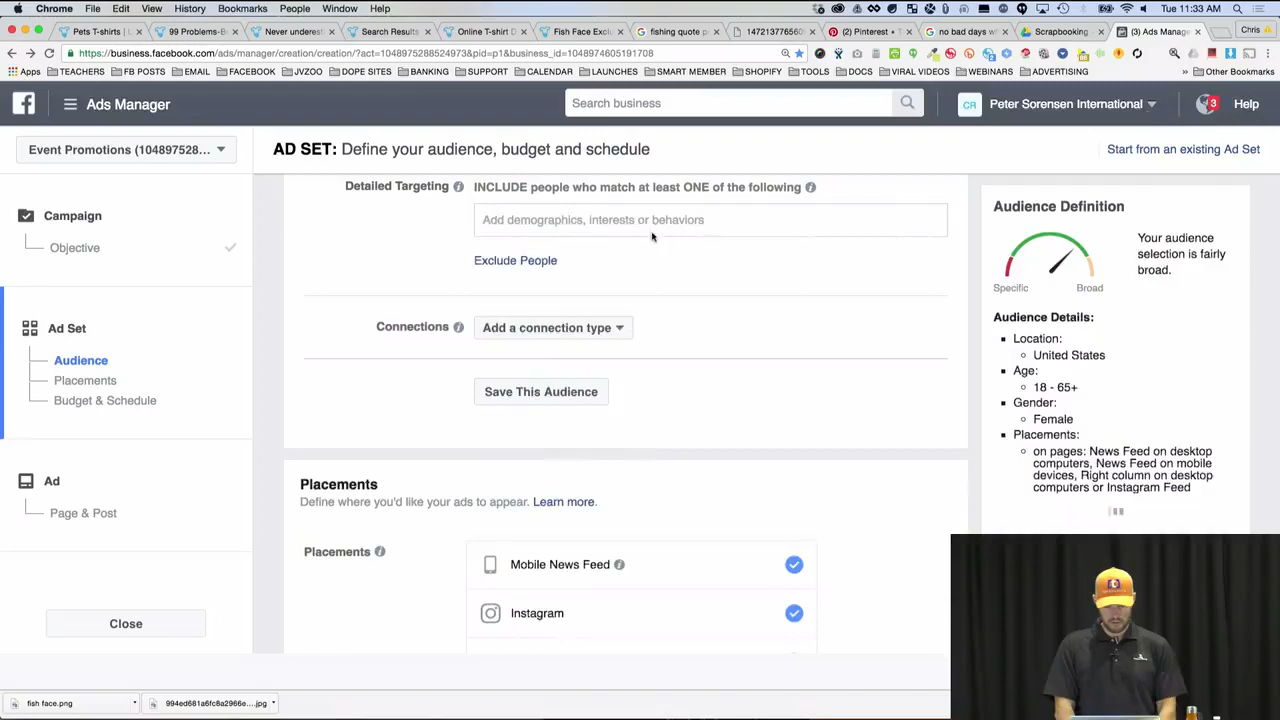 Chrome File Edit View History Bookmarks People Window Help
Tue 11:33 AM
Pets T-shirts | U
99 Problems-B
Never underest
Search Results
Online T-shirt D
Fish Face Exclu
fishing quote p
1472137765605
(2) Pinterest • T
no bad days w
Scrapbooking
(3) Ads Manage
Chris
https://business.facebook.com/ads/manager/creation/creation/?act=1048975288524973&pid=p1&business_id=1048974605191708
Apps TEACHERS FB POSTS EMAIL FACEBOOK JVZOO DOPE SITES BANKING SUPPORT CALENDAR LAUNCHES SMART MEMBER SHOPIFY TOOLS DOCS VIRAL VIDEOS WEBINARS ADVERTISING » Other Bookmarks
Ads Manager
Search business
CR Peter Sorensen International
3
Help
Event Promotions (104897528...
AD SET: Define your audience, budget and schedule
Start from an existing Ad Set
Campaign
Objective
Ad Set
Audience
Placements
Budget & Schedule
Ad
Page & Post
Close
Detailed Targeting
INCLUDE people who match at least ONE of the following
Add demographics, interests or behaviors
Exclude People
Connections
Add a connection type
Save This Audience
Placements
Define where you'd like your ads to appear. Learn more.
Placements
Mobile News Feed
Instagram
Audience Definition
Your audience
selection is fairly
broad.
Specific
Broad
Audience Details:
Location:
United States
Age:
18 - 65+
Gender:
Female
Placements:
on pages: News Feed on desktop
computers, News Feed on mobile
devices, Right column on desktop
computers or Instagram Feed
fish face.png
994ed681a6fc8a2966e....jpg